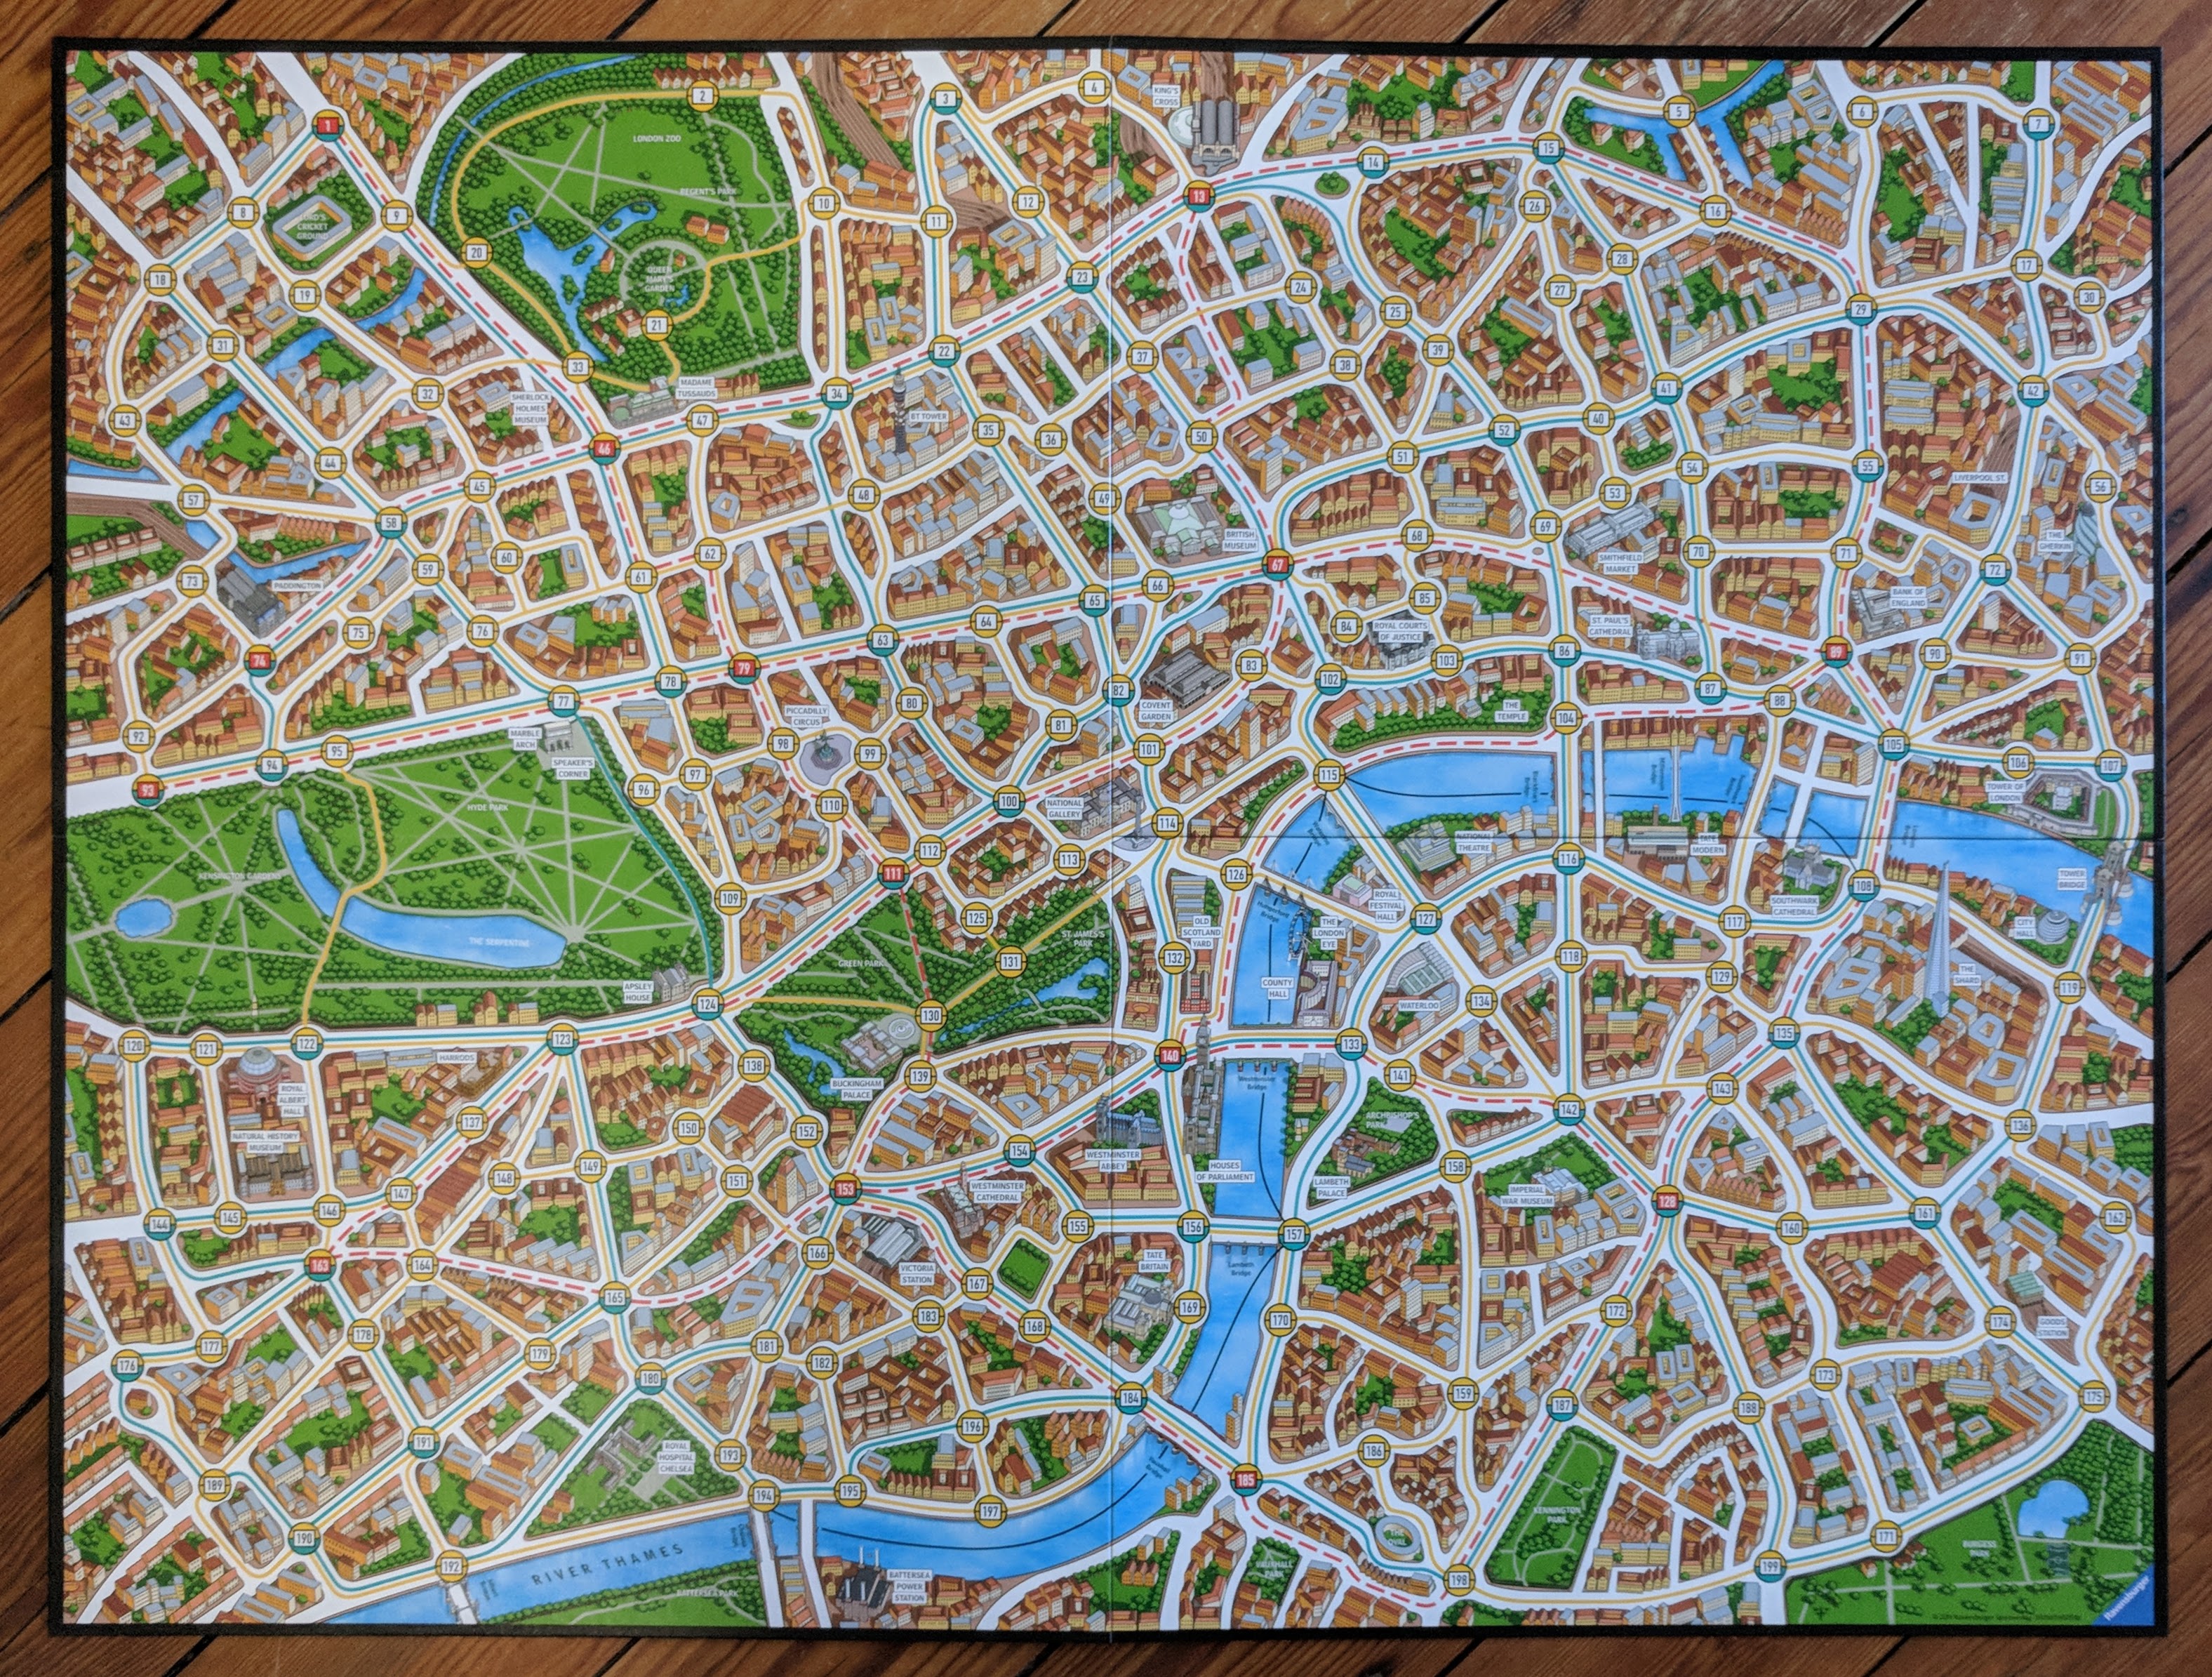 1
2
3
4
KING'S
CROSS
5
6
7
LONDON ZOO
14
15
8
LORD'S
CRICKET
GROUND
9
REGENT'S PARK
10
11
12
13
26
16
20
18
19
QUEEN
MARY'S
GARDEN
23
24
28
27
17
30
29
21
25
31
33
22
37
38
39
32
SHERLOCK
HOLMES
MUSEUM
MADAME
TUSSAUDS
34
41
42
43
47
BT TOWER
35
36
50
52
40
44
46
51
54
55
45
48
49
53
LIVERPOOL ST.
56
57
58
BRITISH
MUSEUM
68
69
SMITHFIELD
MARKET
70
71
THE
GHERKIN
59
60
61
62
67
72
73
PADDINGTON
66
65
85
BANK OF
ENGLAND
75
76
64
63
84
ROYAL COURTS
OF JUSTICE
ST. PAUL'S
CATHEDRAL
74
79
83
103
86
89
90
91
77
78
80
82
COVENT
GARDEN
102
THE
TEMPLE
104
87
88
92
95
MARBLE
ARCH
SPEAKER'S
CORNER
PICCADILLY
CIRCUS
98
99
81
101
105
93
94
97
96
106
107
HYDE PARK
110
100
NATIONAL
GALLERY
115
TOWER OF
LONDON
114
112
113
NATIONAL
THEATRE
116
TATE
MODERN
KENSINGTON GARDENS
111
126
108
TOWER
BRIDGE
109
ROYAL
FESTIVAL
HALL
SOUTHWARK
CATHEDRAL
Hungerford
Bridge
125
127
117
THE SERPENTINE
OLD
SCOTLAND
YARD
THE
LONDON
EYE
CITY
HALL
ST. JAMES'S
PARK
GREEN PARK
131
132
118
129
THE
SHARD
119
APSLEY
HOUSE
124
COUNTY
HALL
WATERLOO
134
130
120
121
122
123
133
135
HARRODS
138
139
140
141
Westminster
Bridge
143
ROYAL
ALBERT
HALL
BUCKINGHAM
PALACE
142
137
150
152
ARCHBISHOP'S
PARK
136
NATURAL HISTORY
MUSEUM
154
WESTMINSTER
ABBEY
149
158
148
151
HOUSES
OF PARLIAMENT
LAMBETH
PALACE
147
153
WESTMINSTER
CATHEDRAL
IMPERIAL
WAR MUSEUM
128
144
145
146
155
156
157
160
161
162
163
164
166
VICTORIA
STATION
TATE
BRITAIN
Lambeth
Bridge
165
167
169
170
172
174
GOODS
STATION
177
178
183
168
179
181
182
176
180
184
159
187
188
173
175
191
196
186
ROYAL
HOSPITAL
CHELSEA
193
189
194
195
197
185
KENNINGTON
PARK
190
THE
OVAL
171
192
RIVER THAMES
BATTERSEA
POWER
STATION
BATTERSEA PARK
VAUXHALL
PARK
198
199
BURGESS
Ravensburger